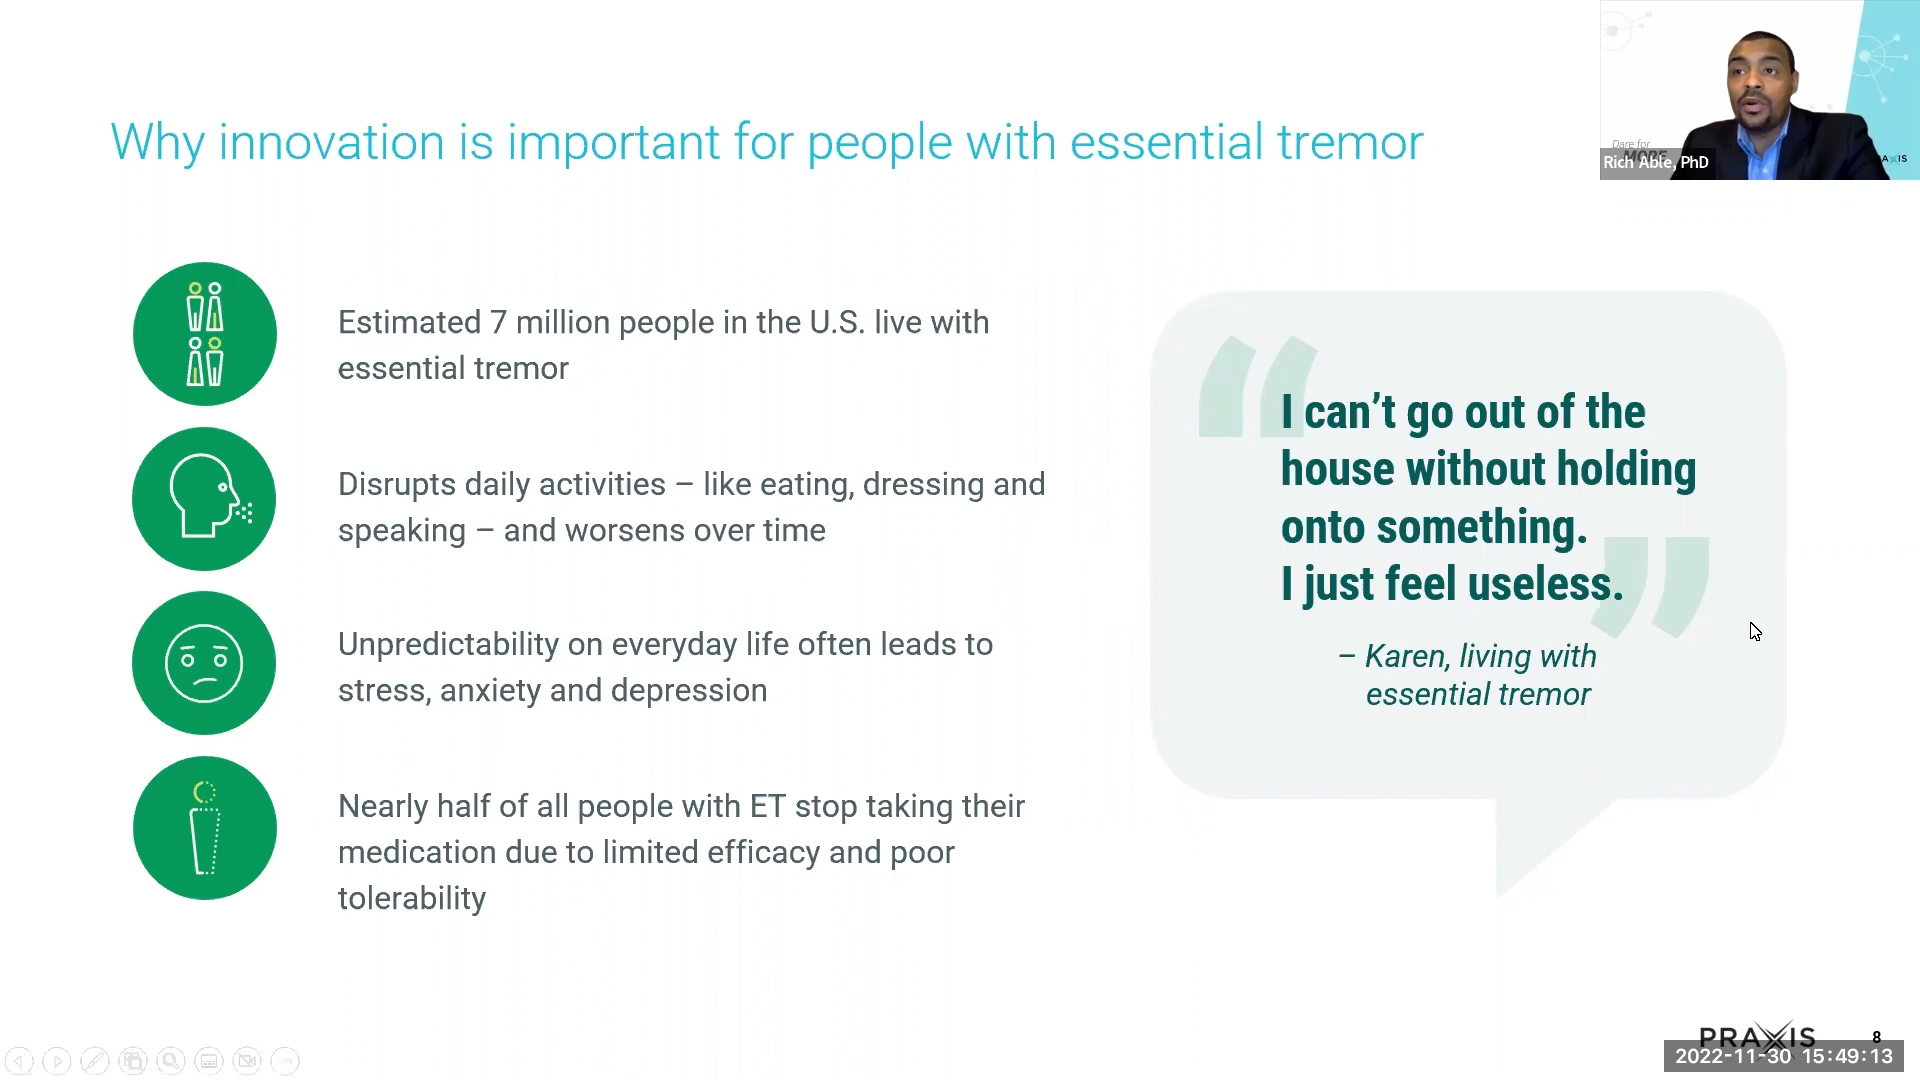 Why innovation is important for people with essential tremor
Dare for
MORE
Rich Able, PhD
Estimated 7 million people in the U.S. live with
essential tremor
Disrupts daily activities – like eating, dressing and
speaking – and worsens over time
Unpredictability on everyday life often leads to
stress, anxiety and depression
Nearly half of all people with ET stop taking their
medication due to limited efficacy and poor
tolerability
“
I can’t go out of the
house without holding
onto something.
I just feel useless.
”
– Karen, living with
essential tremor
PRAXIS
8
2022-11-30 15:49:13